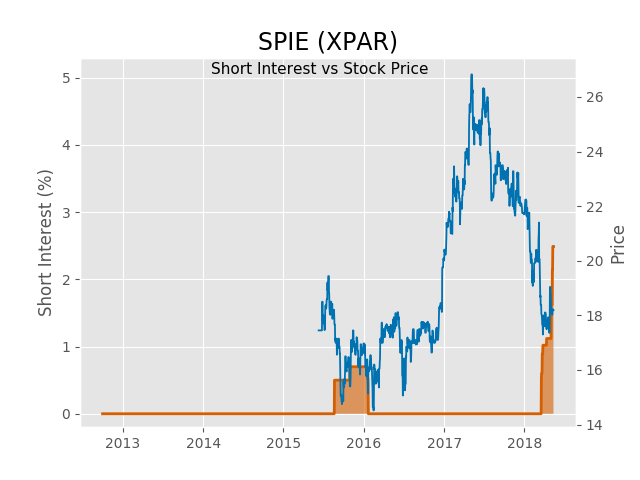 SPIE (XPAR)
Short Interest vs Stock Price
Short Interest (%)
5
4
3
2
1
0
26
24
22
20
18
16
14
Price
2013 2014 2015 2016 2017 2018